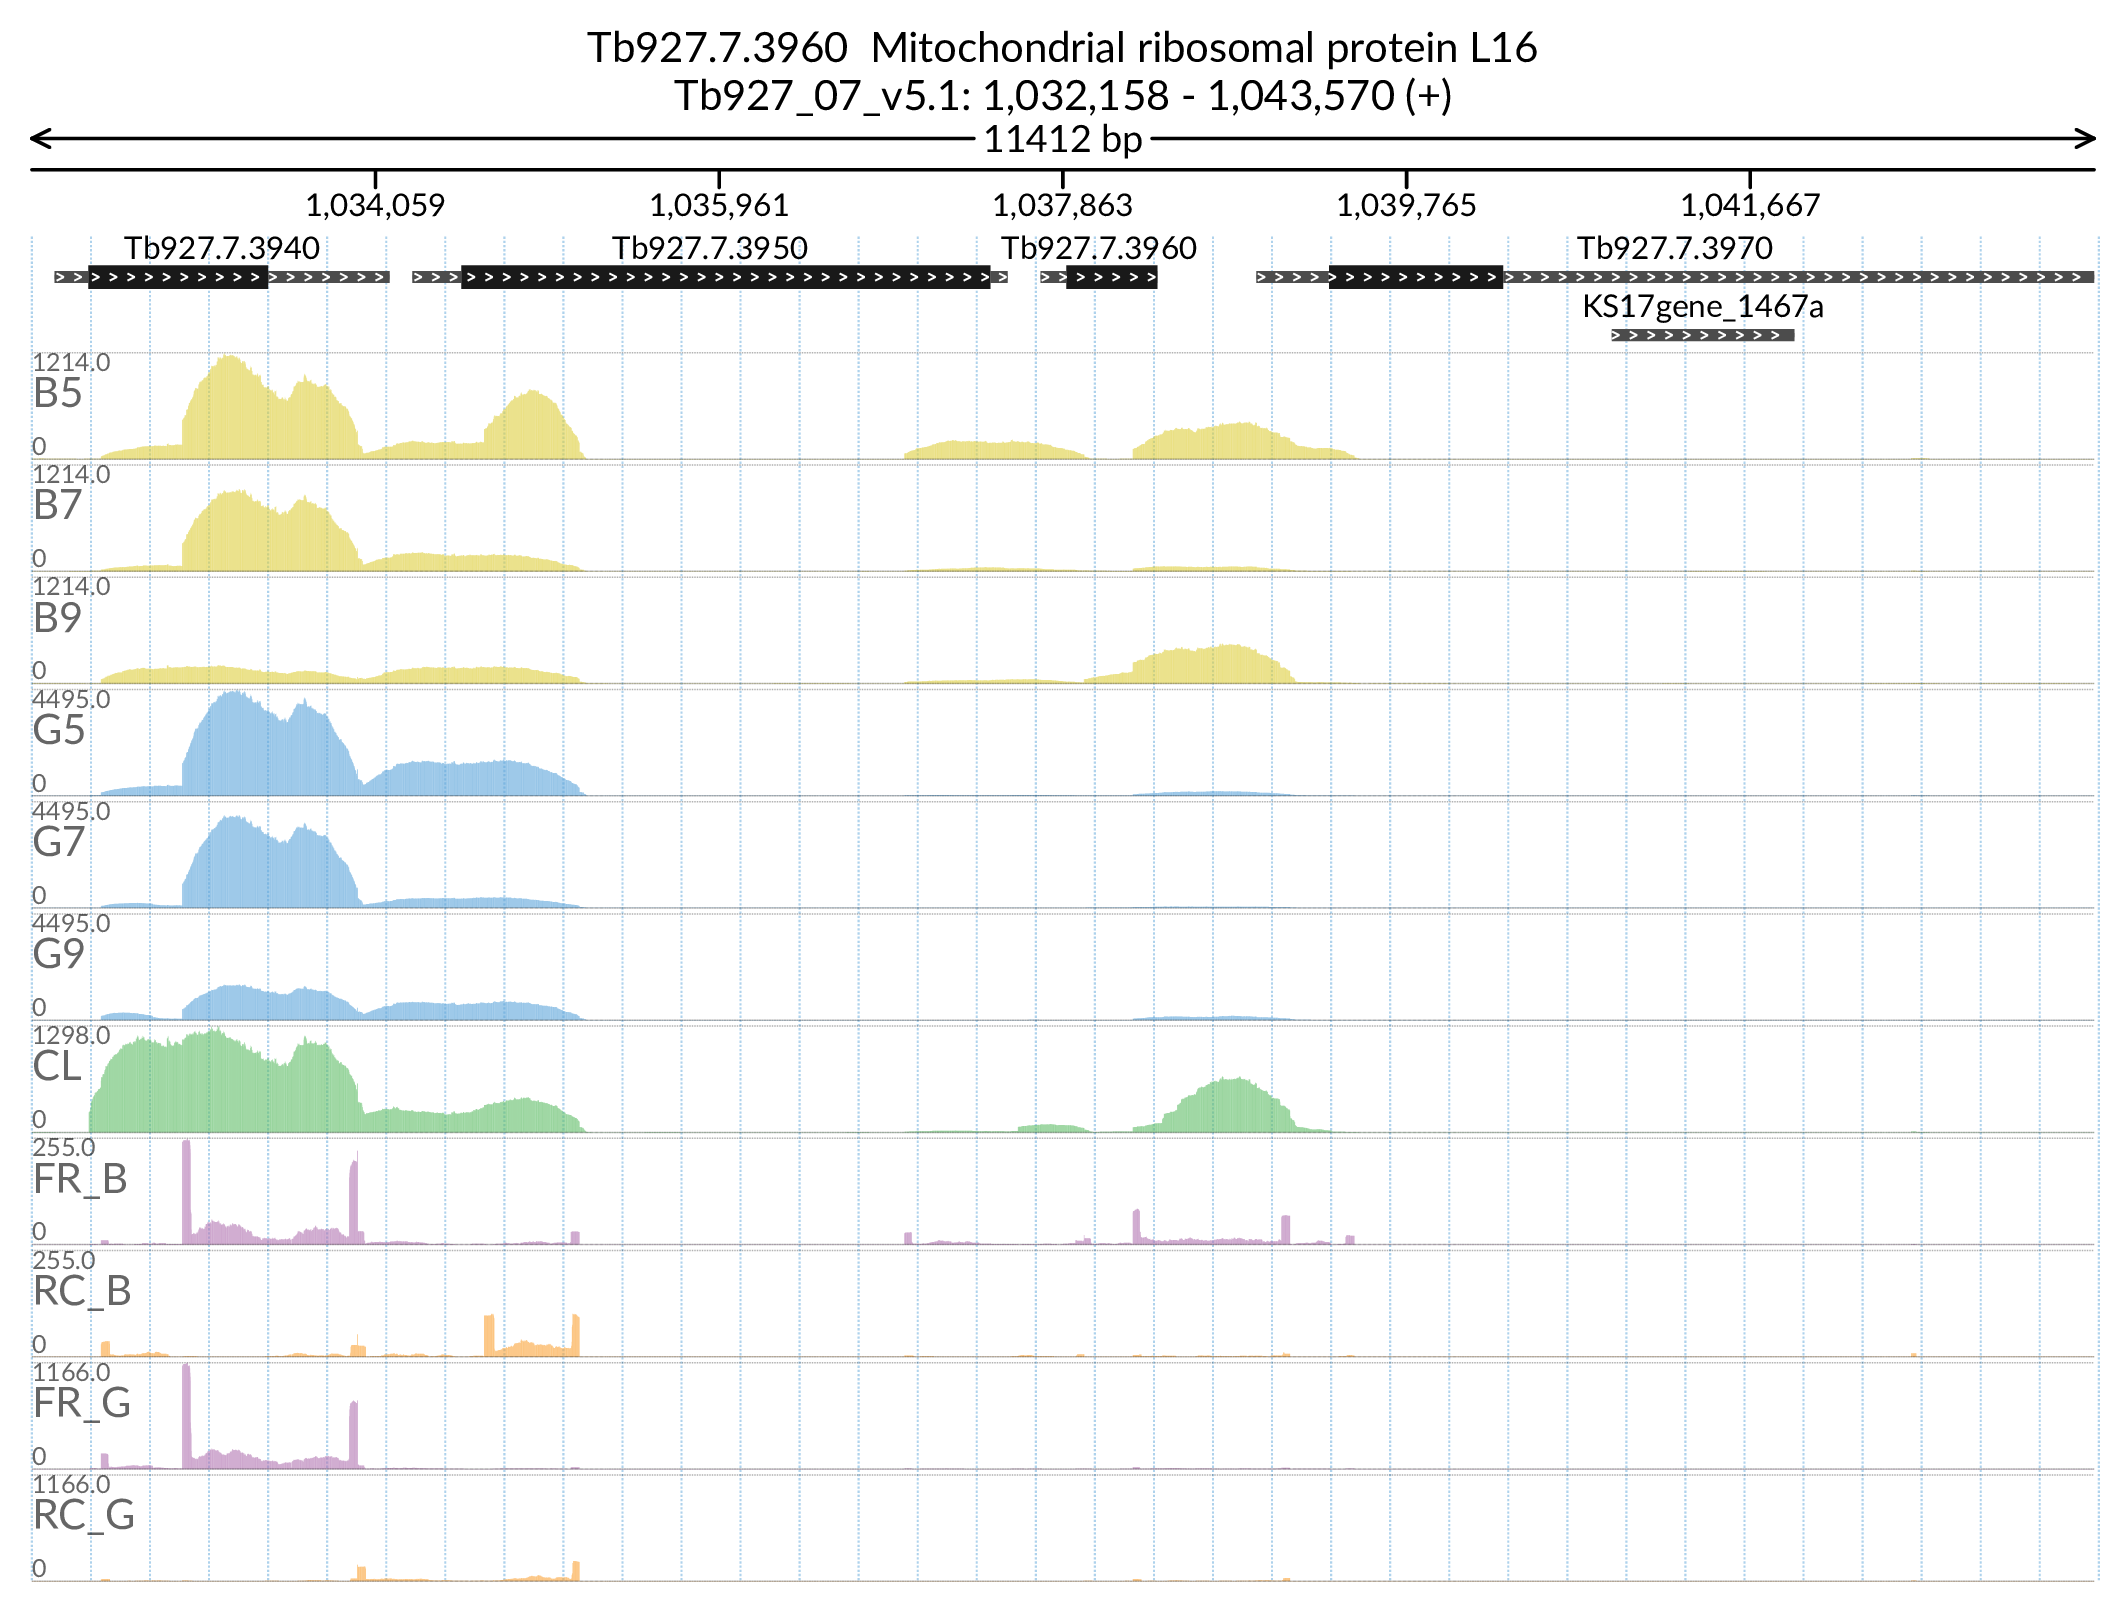 Tb927.7.3960  Mitochondrial ribosomal protein L16
Tb927_07_v5.1: 1,032,158 - 1,043,570 (+)
11412 bp
1,034,059 1,035,961 1,037,863 1,039,765 1,041,667
Tb927.7.3940 Tb927.7.3950 Tb927.7.3960 Tb927.7.3970
KS17gene_1467a
1214.0
B5
0
1214.0
B7
0
1214.0
B9
0
4495.0
G5
0
4495.0
G7
0
4495.0
G9
0
1298.0
CL
0
255.0
FR_B
0
255.0
RC_B
0
1166.0
FR_G
0
1166.0
RC_G
0